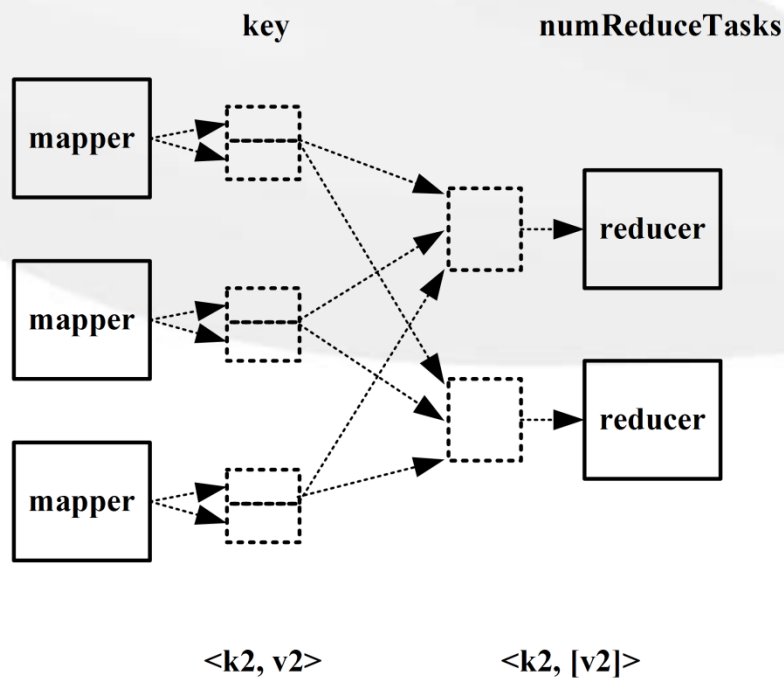 key
numReduceTasks
mapper
reducer
mapper
reducer
mapper
<k2, v2>
<k2, [v2]>